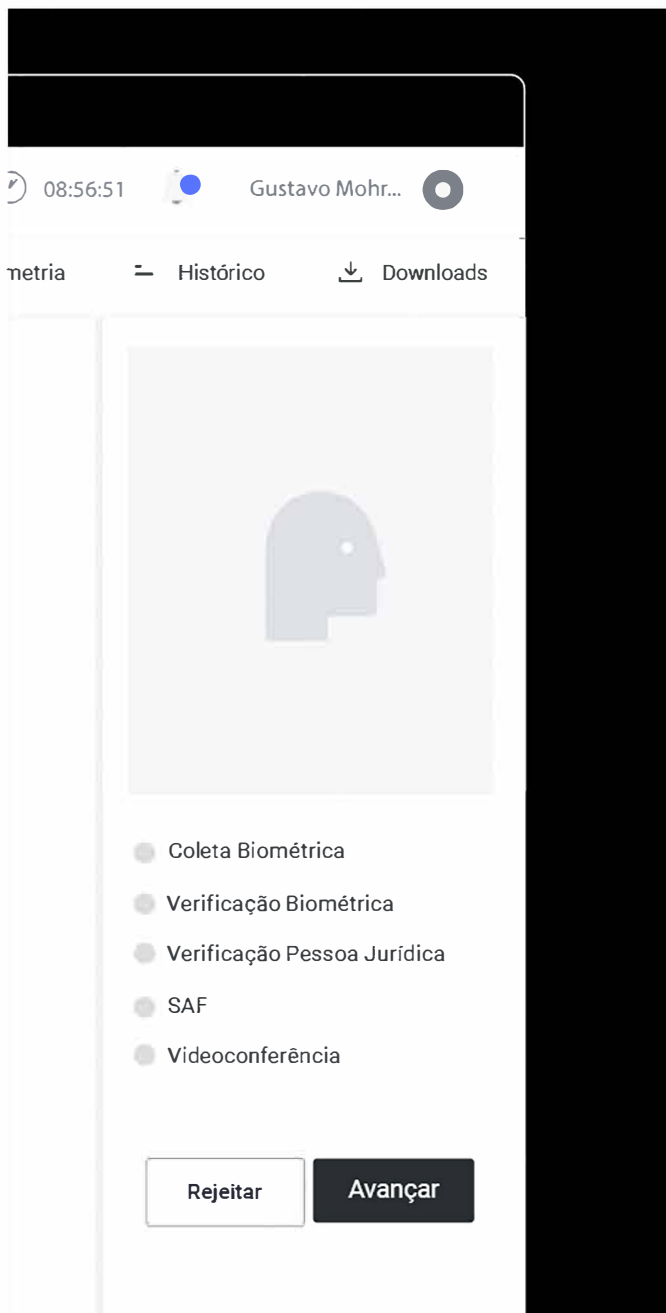 08:56:51 Gustavo Mohr...
metria Histórico Downloads
Coleta Biométrica
Verificação Biométrica
Verificação Pessoa Jurídica
SAF
Videoconferência
Rejeitar Avançar